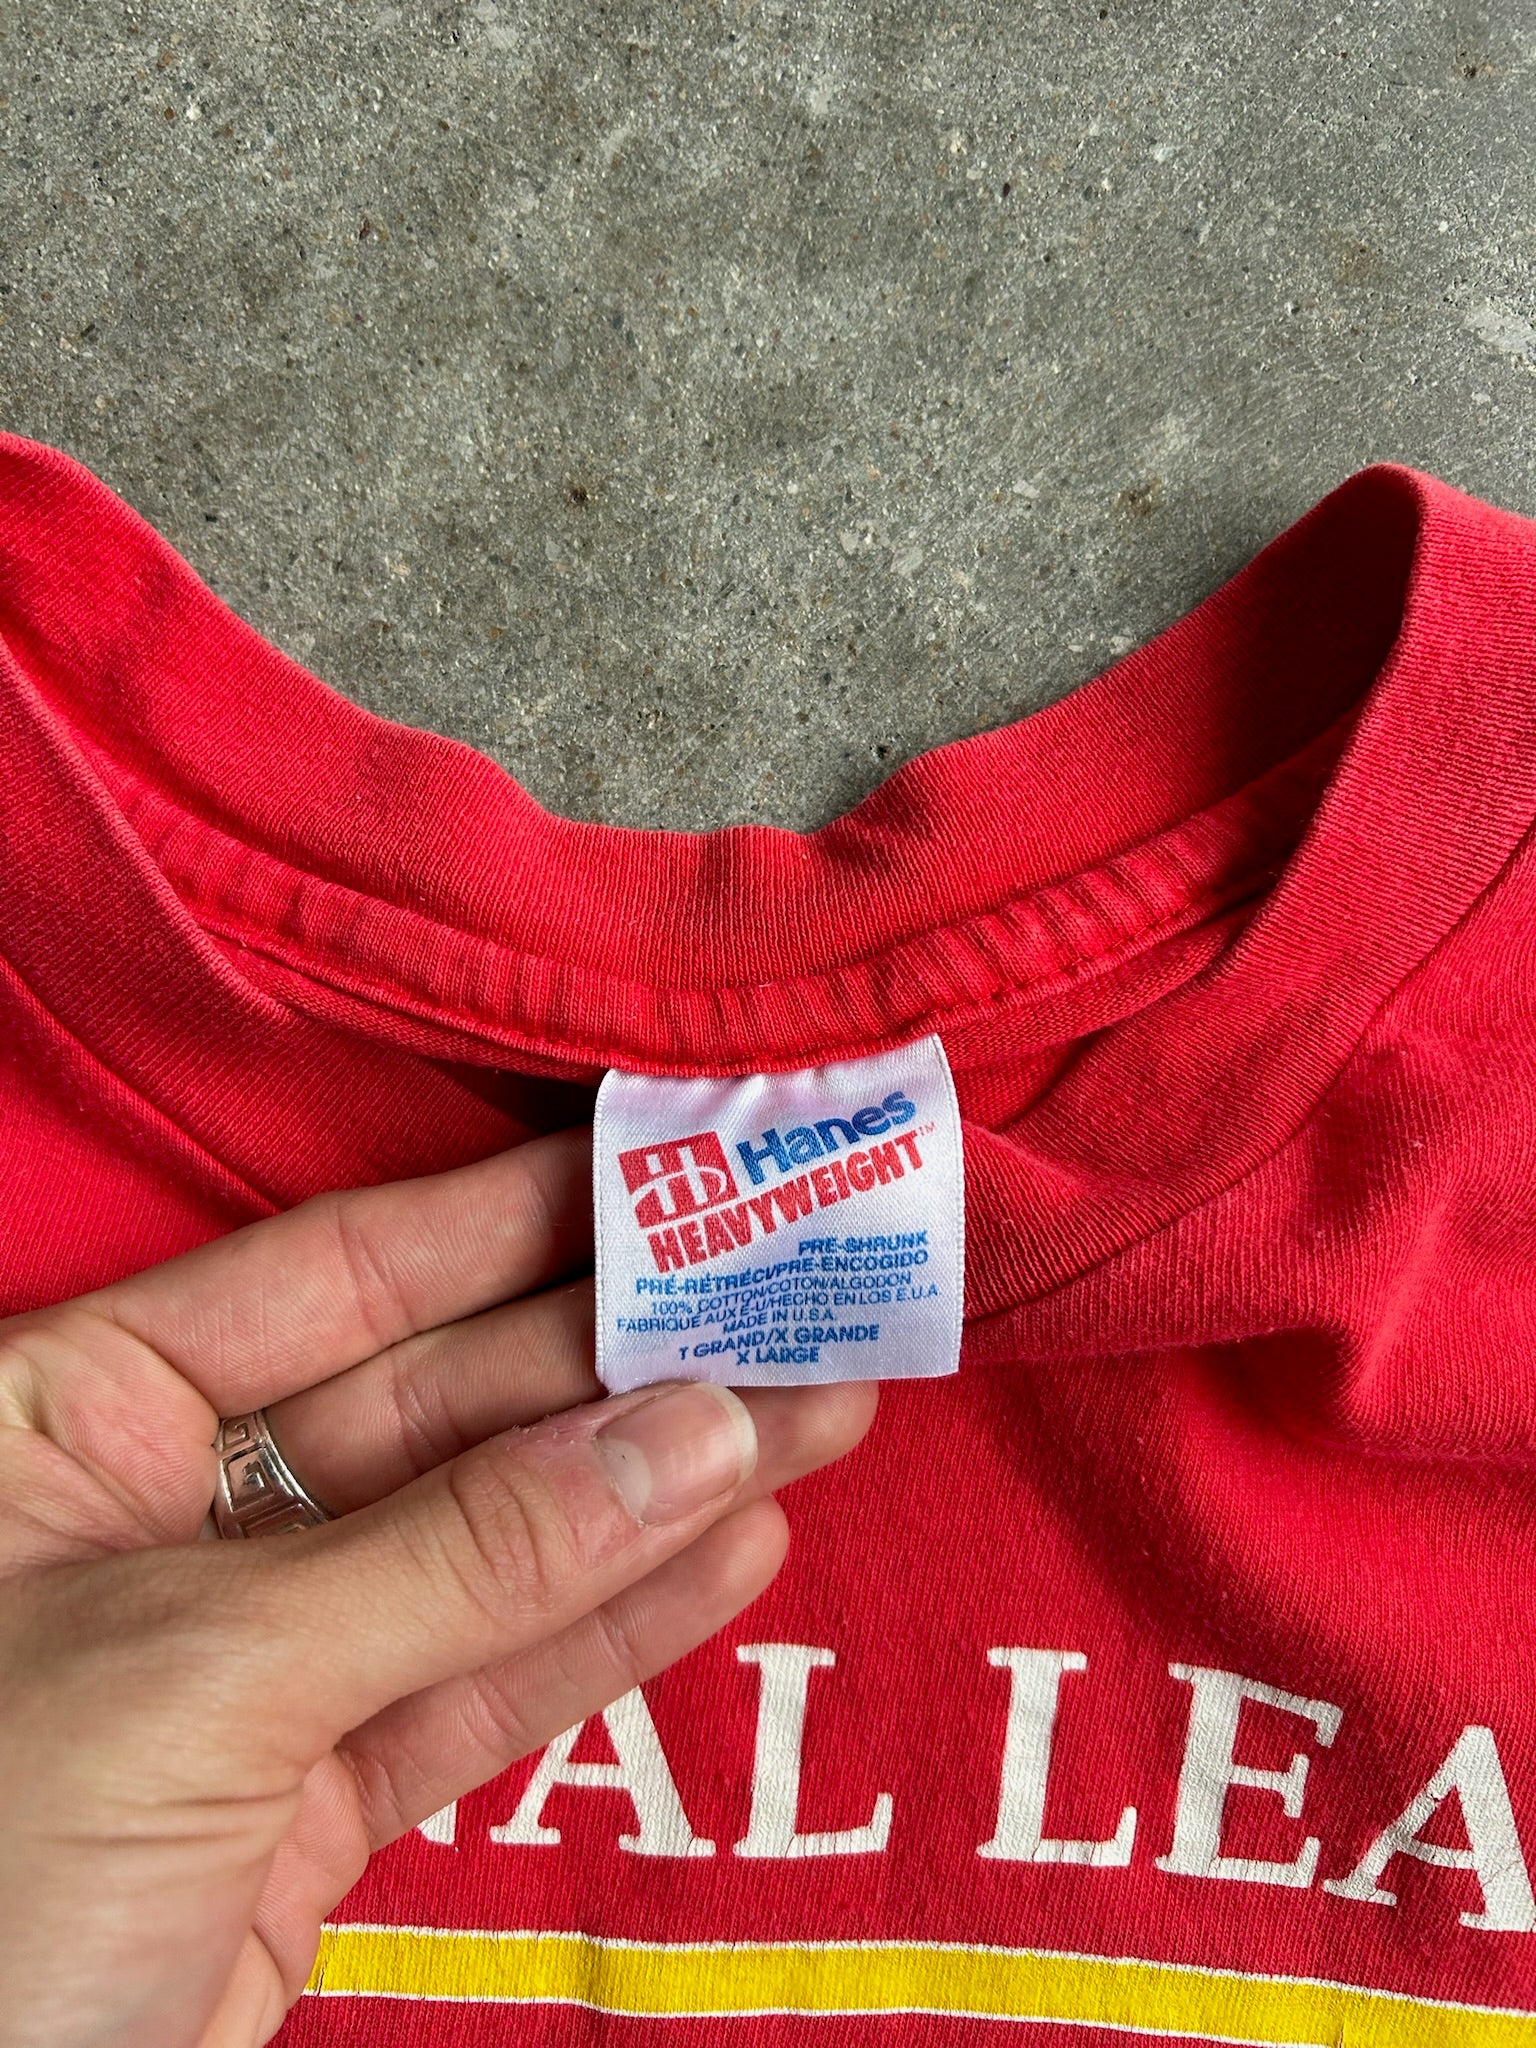 Hanes
HEAVYWEIGHT™
PRE-SHRUNK
PRÉ-RÉTRÉCI/PRE-ENCOGIDO
100% COTTON/COTON/ALGODON
FABRIQUÉ AUX É-U/HECHO EN LOS E.U.A.
MADE IN U.S.A.
T GRAND/X GRANDE
X LARGE
NAL LEA